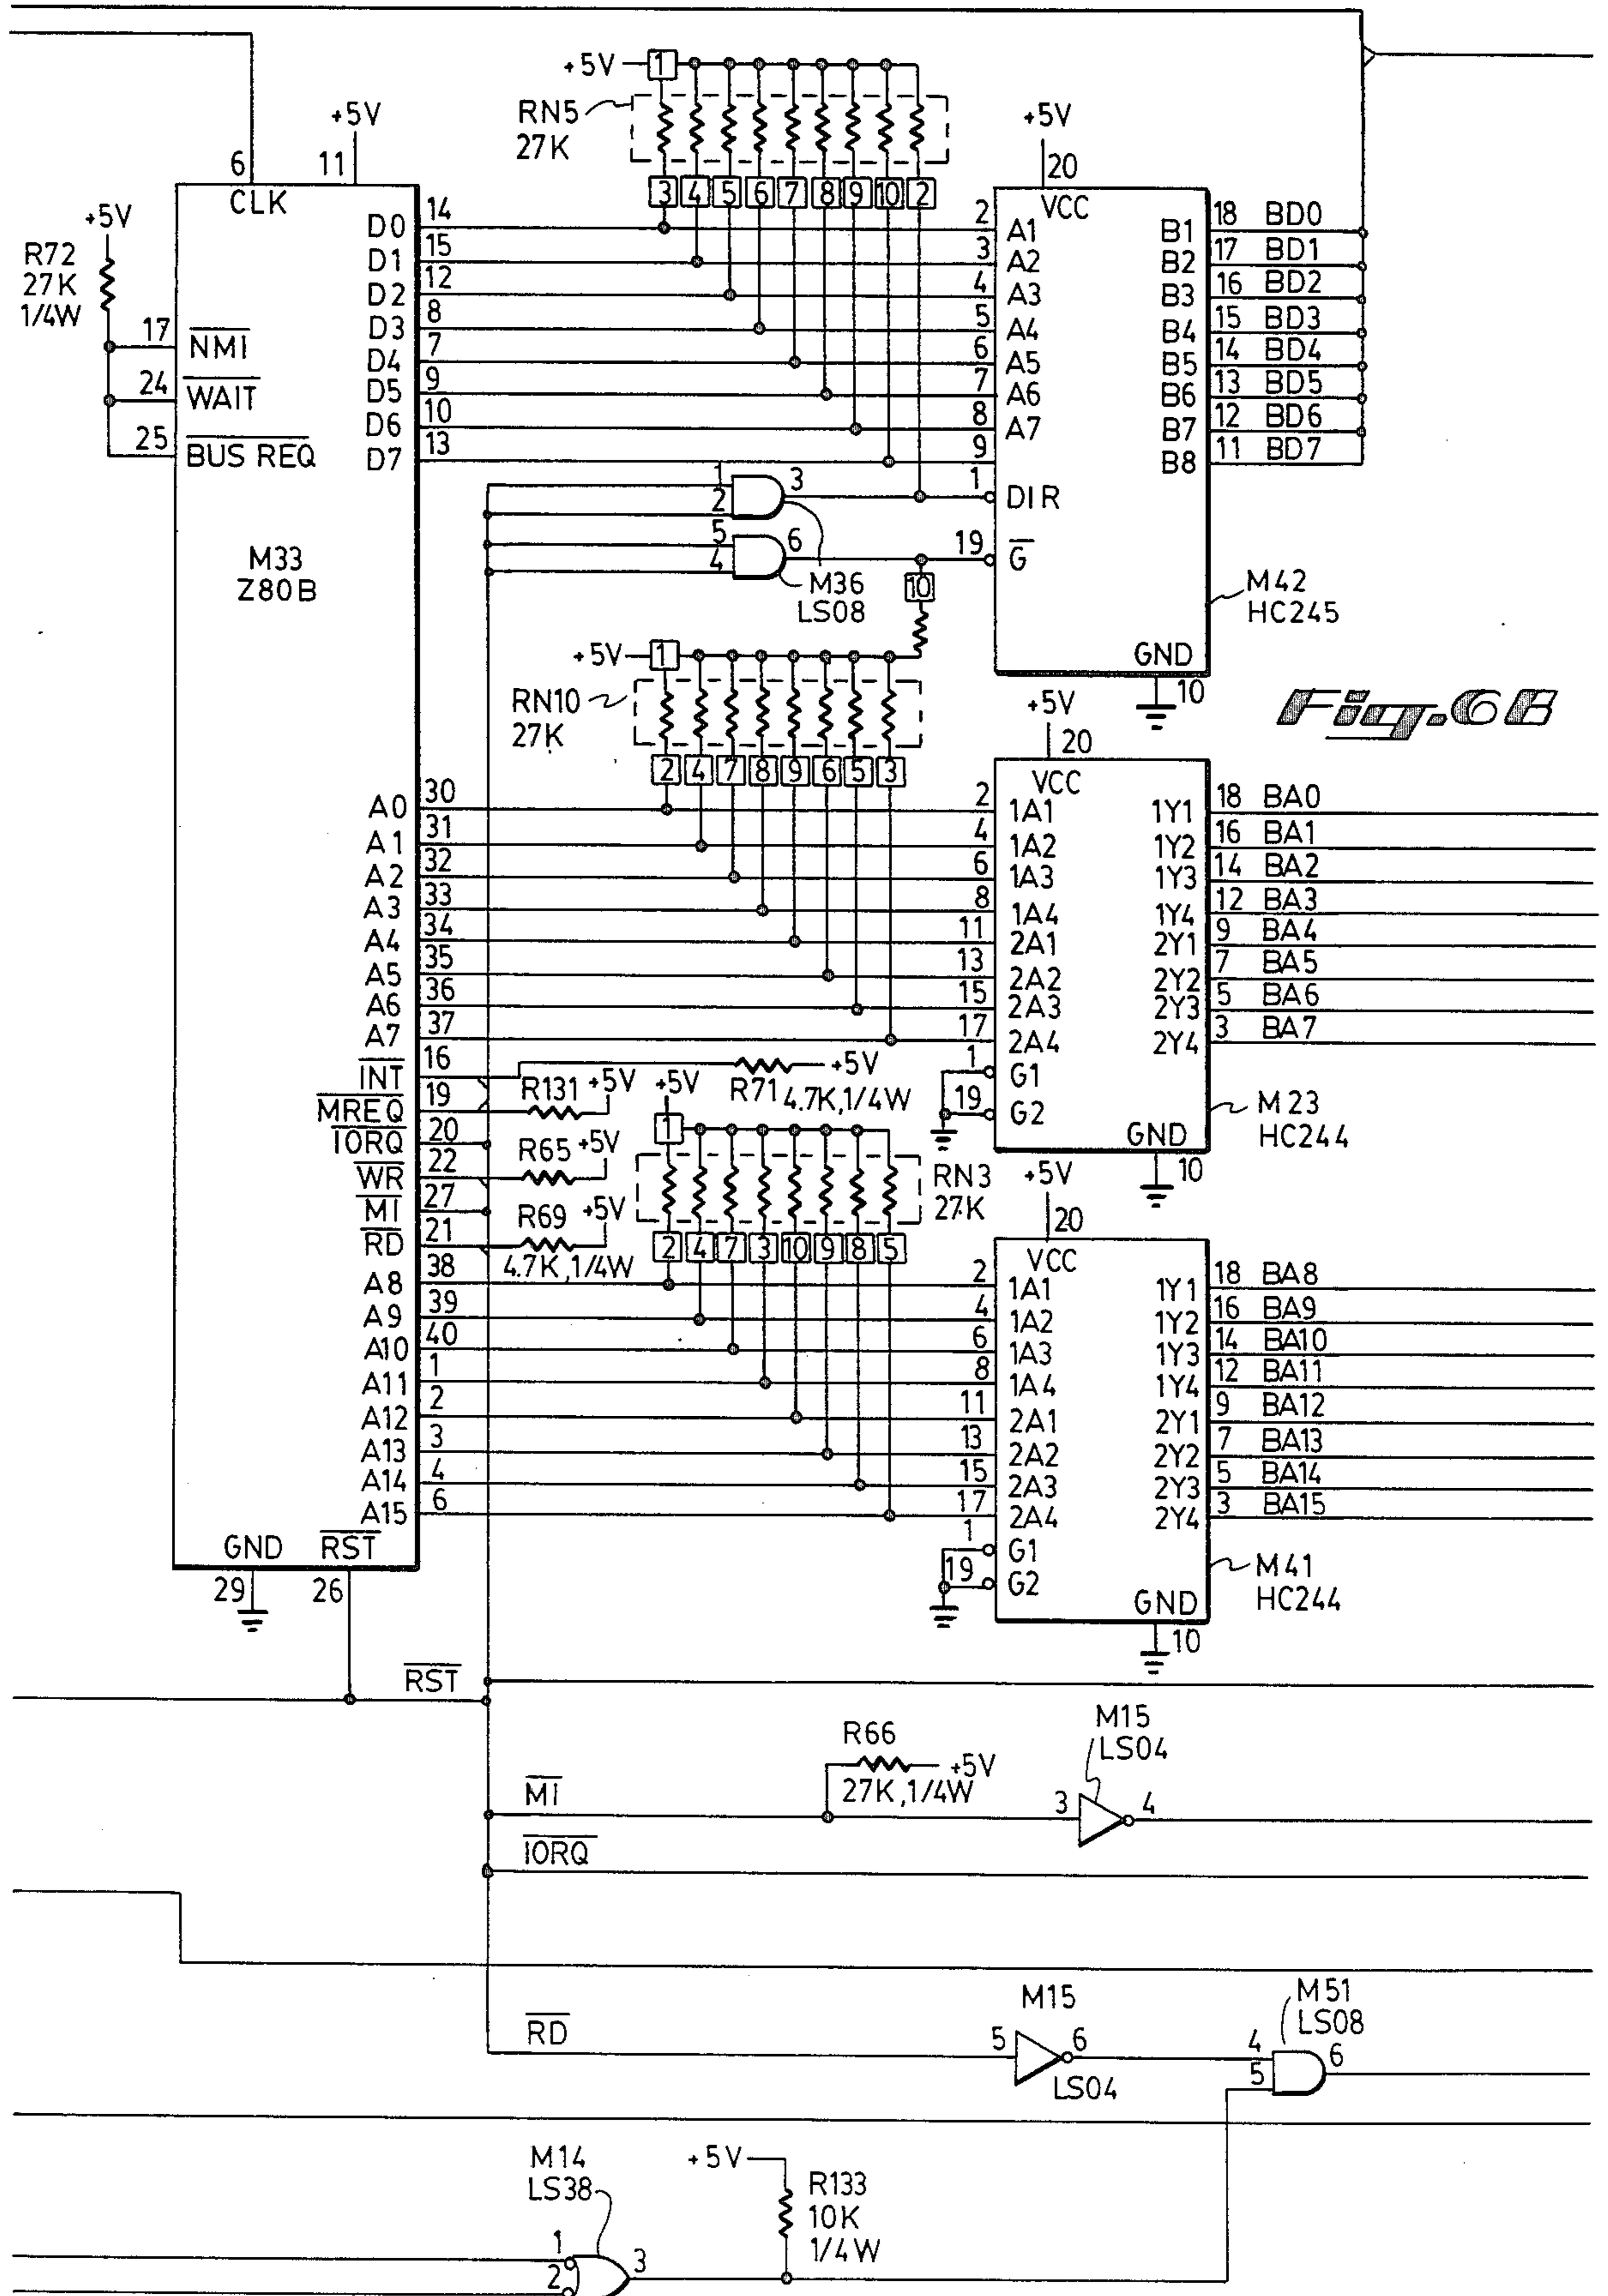 +5V
1
RN5
27K
3 4 5 6 7 8 9 10 2
+5V
+5V
6
11
20
CLK
VCC
+5V
R72
27K
1/4W
17
NMI
24
WAIT
25
BUS REQ
M33
Z80B
D0 14
D1 15
D2 12
D3 8
D4 7
D5 9
D6 10
D7 13
2 A1
3 A2
4 A3
5 A4
6 A5
7 A6
8 A7
9
1 DIR
19 G
B1 18 BD0
B2 17 BD1
B3 16 BD2
B4 15 BD3
B5 14 BD4
B6 13 BD5
B7 12 BD6
B8 11 BD7
1
2
3
5
4
6
M36
LS08
10
M42
HC245
GND
10
Fig. 6B
+5V
1
RN10
27K
2 4 7 8 9 6 5 3
+5V
20
VCC
A0 30
A1 31
A2 32
A3 33
A4 34
A5 35
A6 36
A7 37
2 1A1
4 1A2
6 1A3
8 1A4
11 2A1
13 2A2
15 2A3
17 2A4
1 G1
19 G2
1Y1 18 BA0
1Y2 16 BA1
1Y3 14 BA2
1Y4 12 BA3
2Y1 9 BA4
2Y2 7 BA5
2Y3 5 BA6
2Y4 3 BA7
M23
HC244
GND
10
INT 16
MREQ 19
IORQ 20
WR 22
MI 27
RD 21
R71 4.7K,1/4W
+5V
R131 +5V
R65 +5V
R69 +5V
4.7K,1/4W
+5V
1
RN3
27K
2 4 7 3 10 9 8 5
+5V
20
VCC
A8 38
A9 39
A10 40
A11 1
A12 2
A13 3
A14 4
A15 6
2 1A1
4 1A2
6 1A3
8 1A4
11 2A1
13 2A2
15 2A3
17 2A4
1 G1
19 G2
1Y1 18 BA8
1Y2 16 BA9
1Y3 14 BA10
1Y4 12 BA11
2Y1 9 BA12
2Y2 7 BA13
2Y3 5 BA14
2Y4 3 BA15
M41
HC244
GND
10
GND
RST
29
26
RST
R66
+5V
27K,1/4W
M15
LS04
MI
3
4
IORQ
RD
M15
5
6
LS04
M51
LS08
4
5
6
M14
LS38
1
2
3
+5V
R133
10K
1/4W